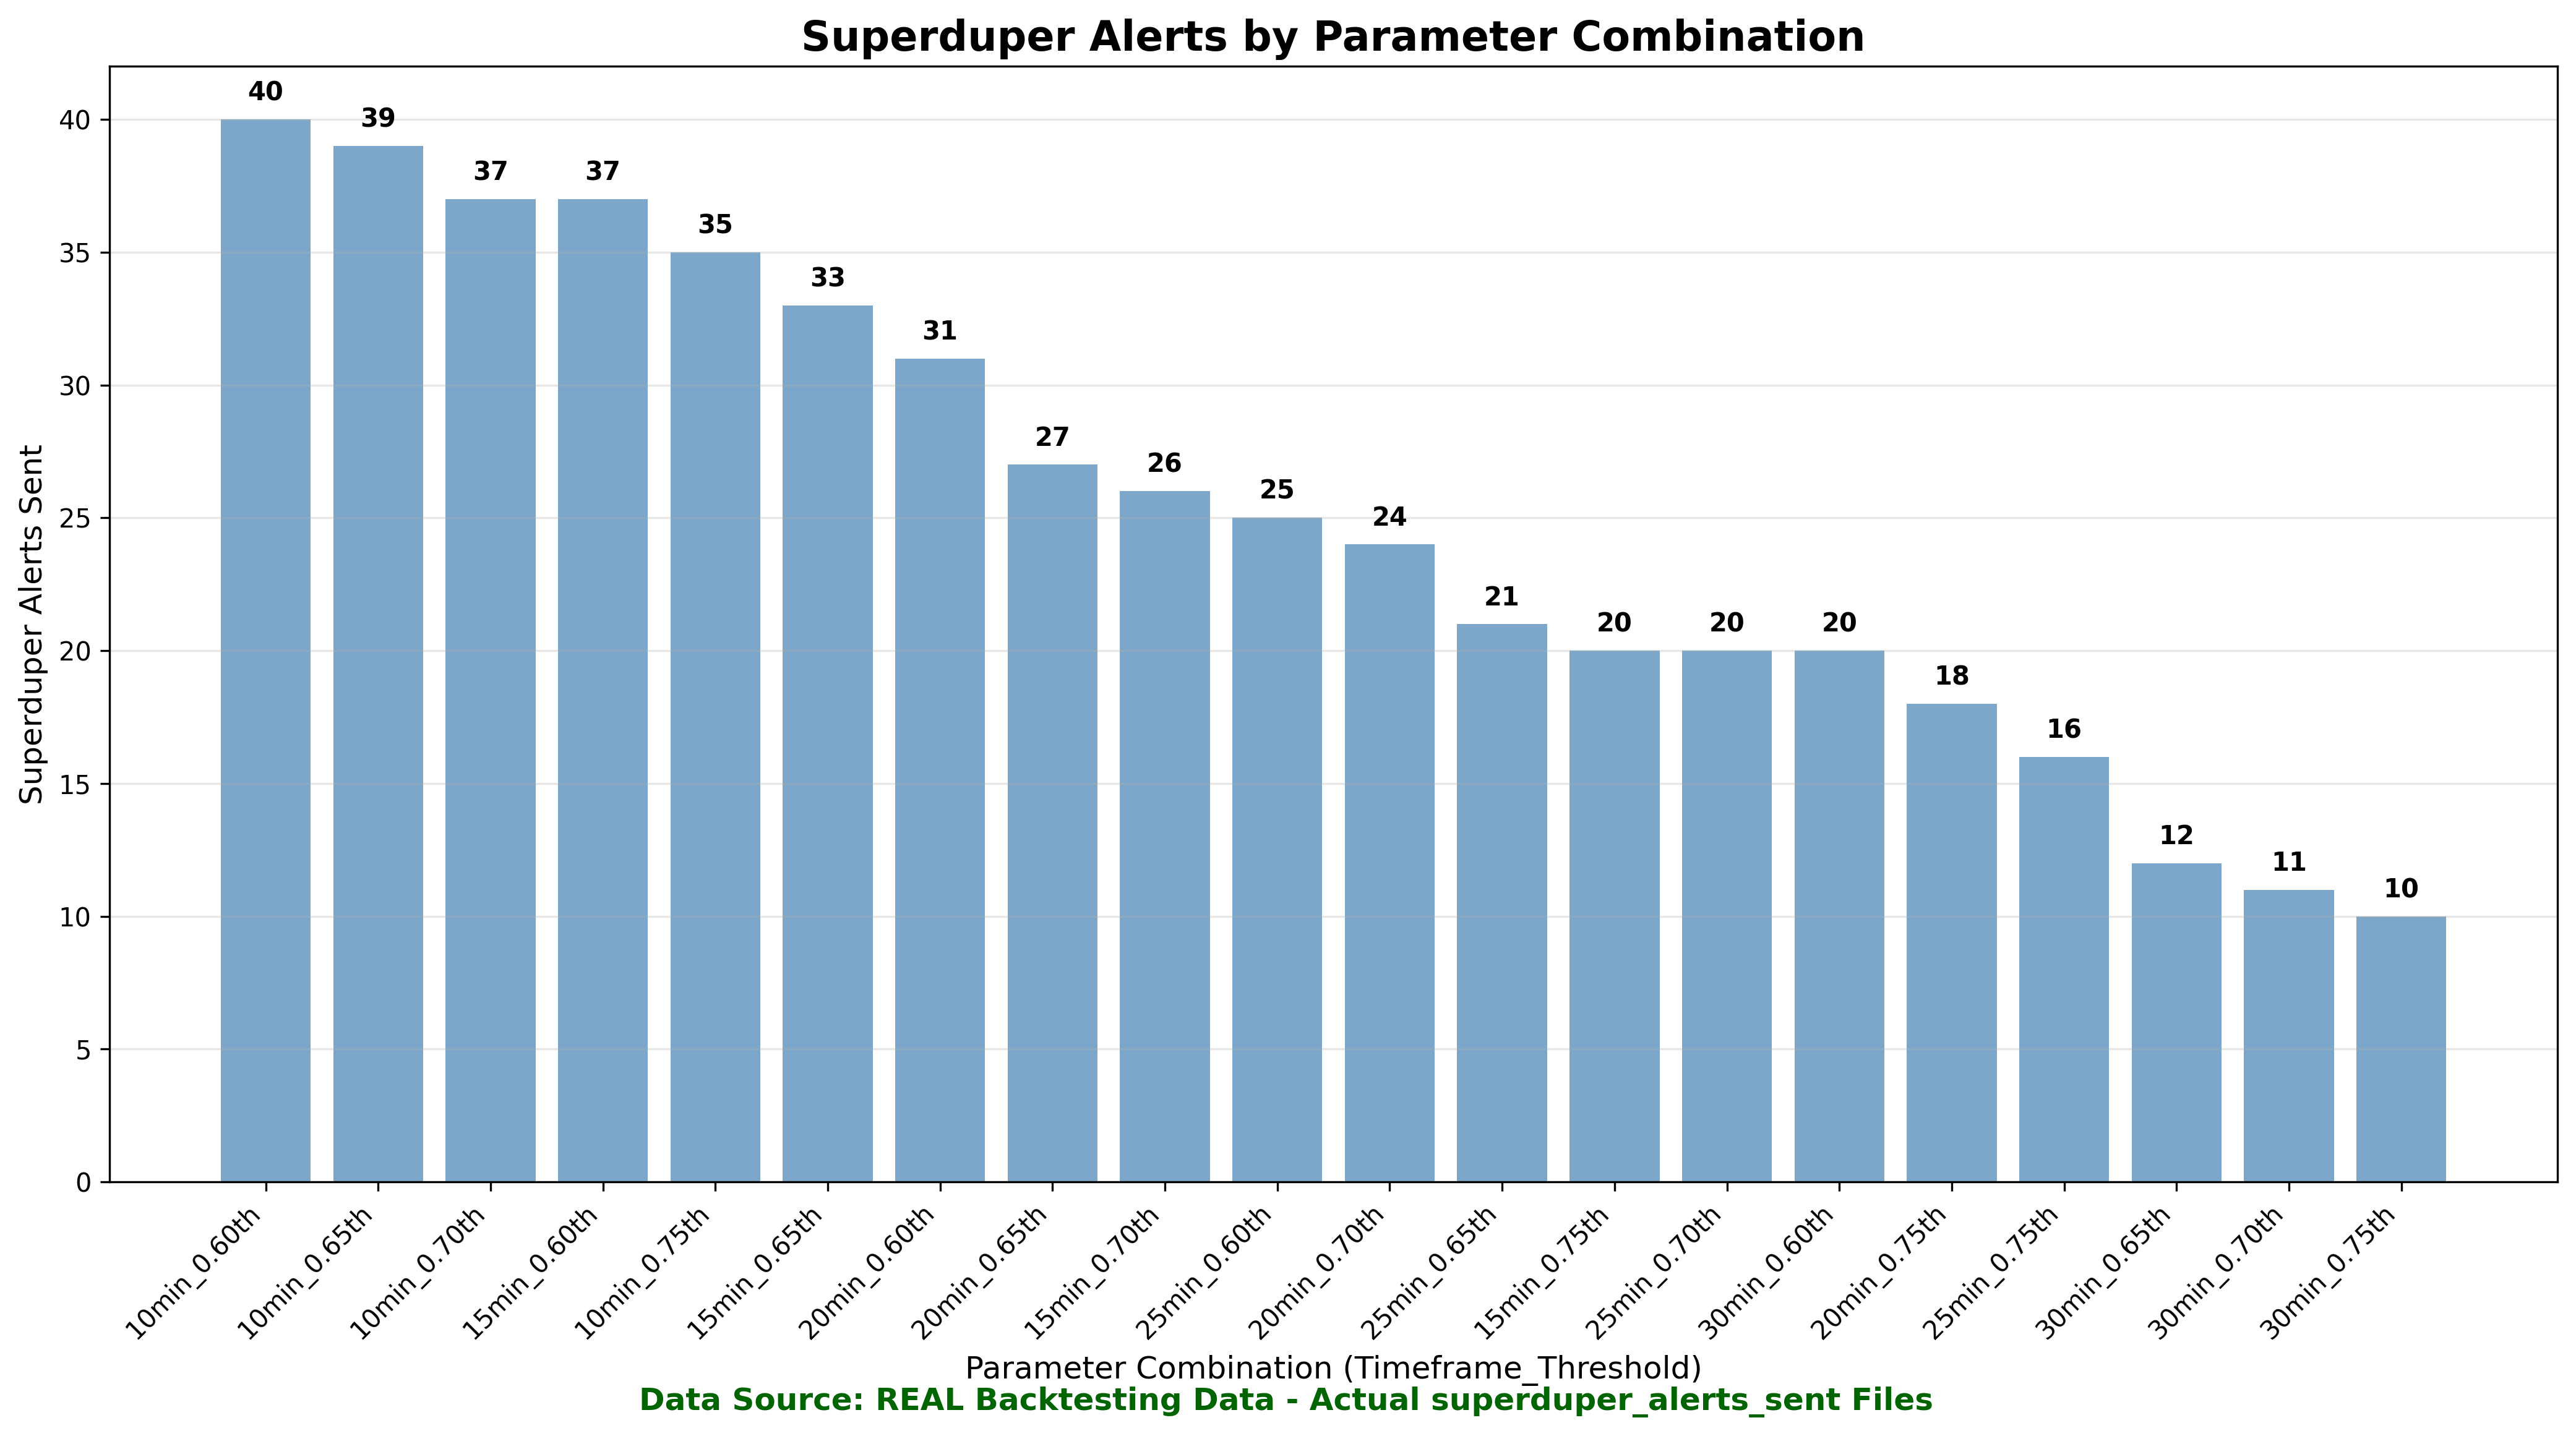 Superduper Alerts by Parameter Combination
Superduper Alerts Sent
40
35
30
25
20
15
10
5
0
40
39
37
37
35
33
31
27
26
25
24
21
20
20
20
18
16
12
11
10
10min_0.60th
10min_0.65th
10min_0.70th
15min_0.60th
10min_0.75th
15min_0.65th
20min_0.60th
20min_0.65th
15min_0.70th
25min_0.60th
20min_0.70th
25min_0.65th
15min_0.75th
25min_0.70th
30min_0.60th
20min_0.75th
25min_0.75th
30min_0.65th
30min_0.70th
30min_0.75th
Parameter Combination (Timeframe_Threshold)
Data Source: REAL Backtesting Data - Actual superduper_alerts_sent Files